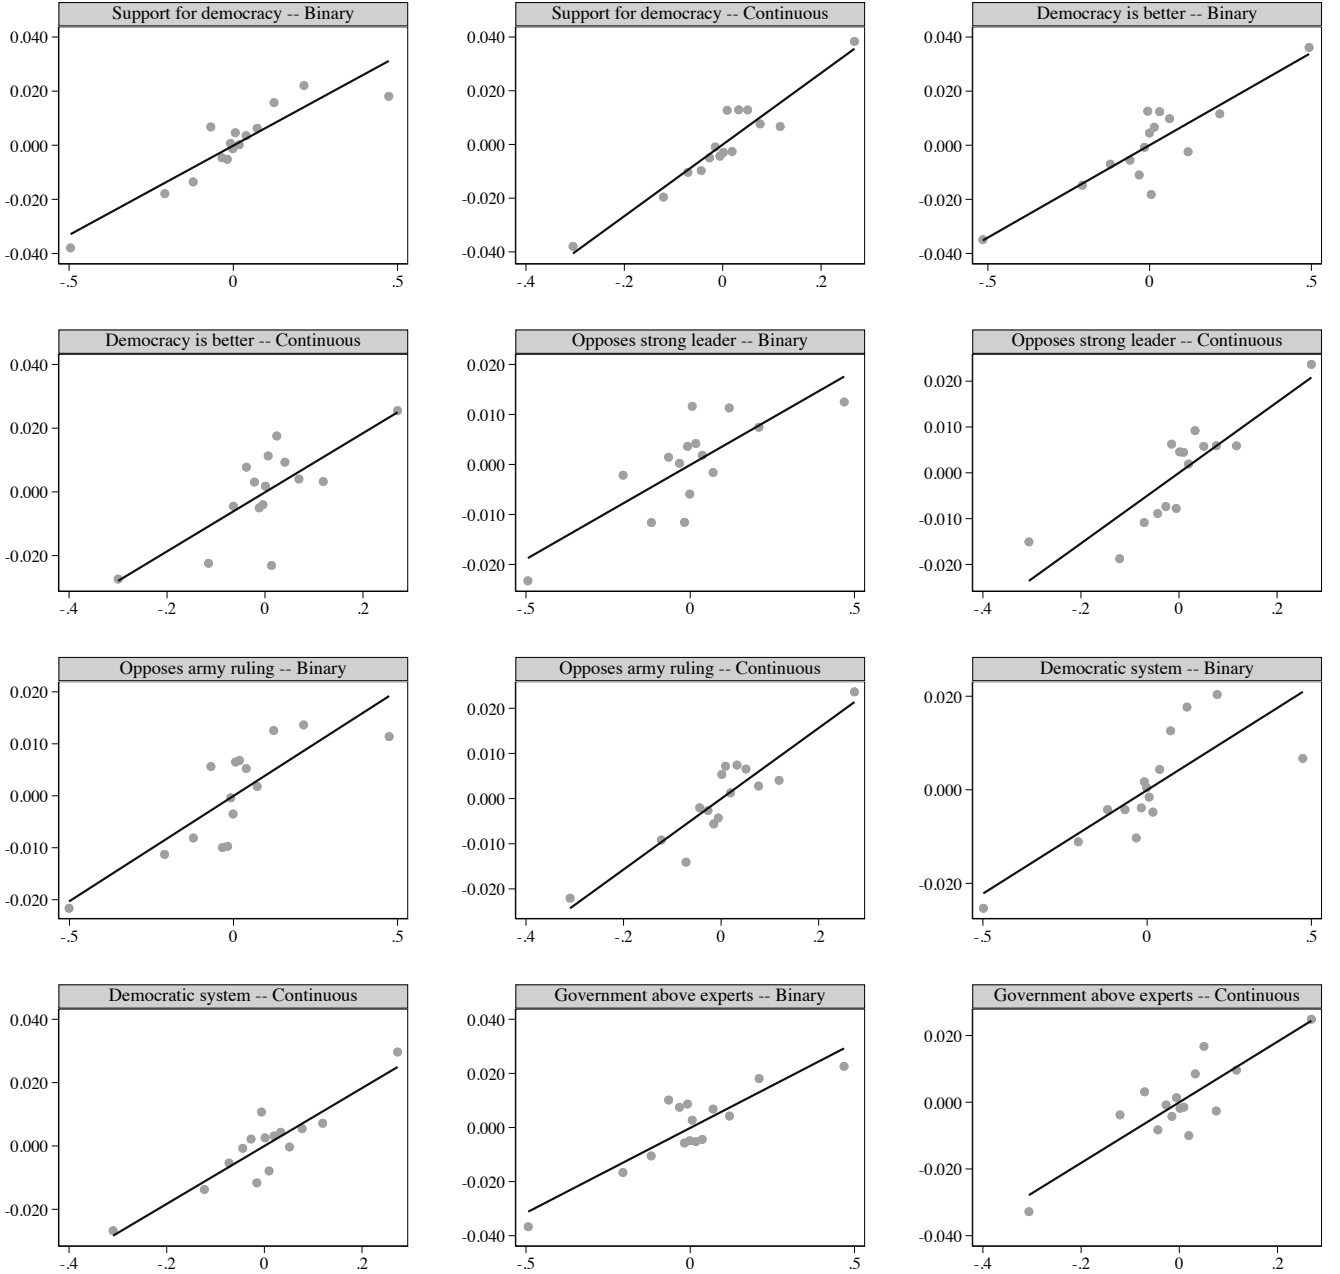 Support for democracy -- Binary
0.040
0.020
0.000
-0.020
-0.040
-.5 0 .5
Support for democracy -- Continuous
0.040
0.020
0.000
-0.020
-0.040
-.4 -.2 0 .2
Democracy is better -- Binary
0.040
0.020
0.000
-0.020
-0.040
-.5 0 .5
Democracy is better -- Continuous
0.040
0.020
0.000
-0.020
-.4 -.2 0 .2
Opposes strong leader -- Binary
0.020
0.010
0.000
-0.010
-0.020
-.5 0 .5
Opposes strong leader -- Continuous
0.020
0.010
0.000
-0.010
-0.020
-.4 -.2 0 .2
Opposes army ruling -- Binary
0.020
0.010
0.000
-0.010
-0.020
-.5 0 .5
Opposes army ruling -- Continuous
0.020
0.010
0.000
-0.010
-0.020
-.4 -.2 0 .2
Democratic system -- Binary
0.020
0.000
-0.020
-.5 0 .5
Democratic system -- Continuous
0.040
0.020
0.000
-0.020
-.4 -.2 0 .2
Government above experts -- Binary
0.040
0.020
0.000
-0.020
-0.040
-.5 0 .5
Government above experts -- Continuous
0.020
0.000
-0.020
-0.040
-.4 -.2 0 .2